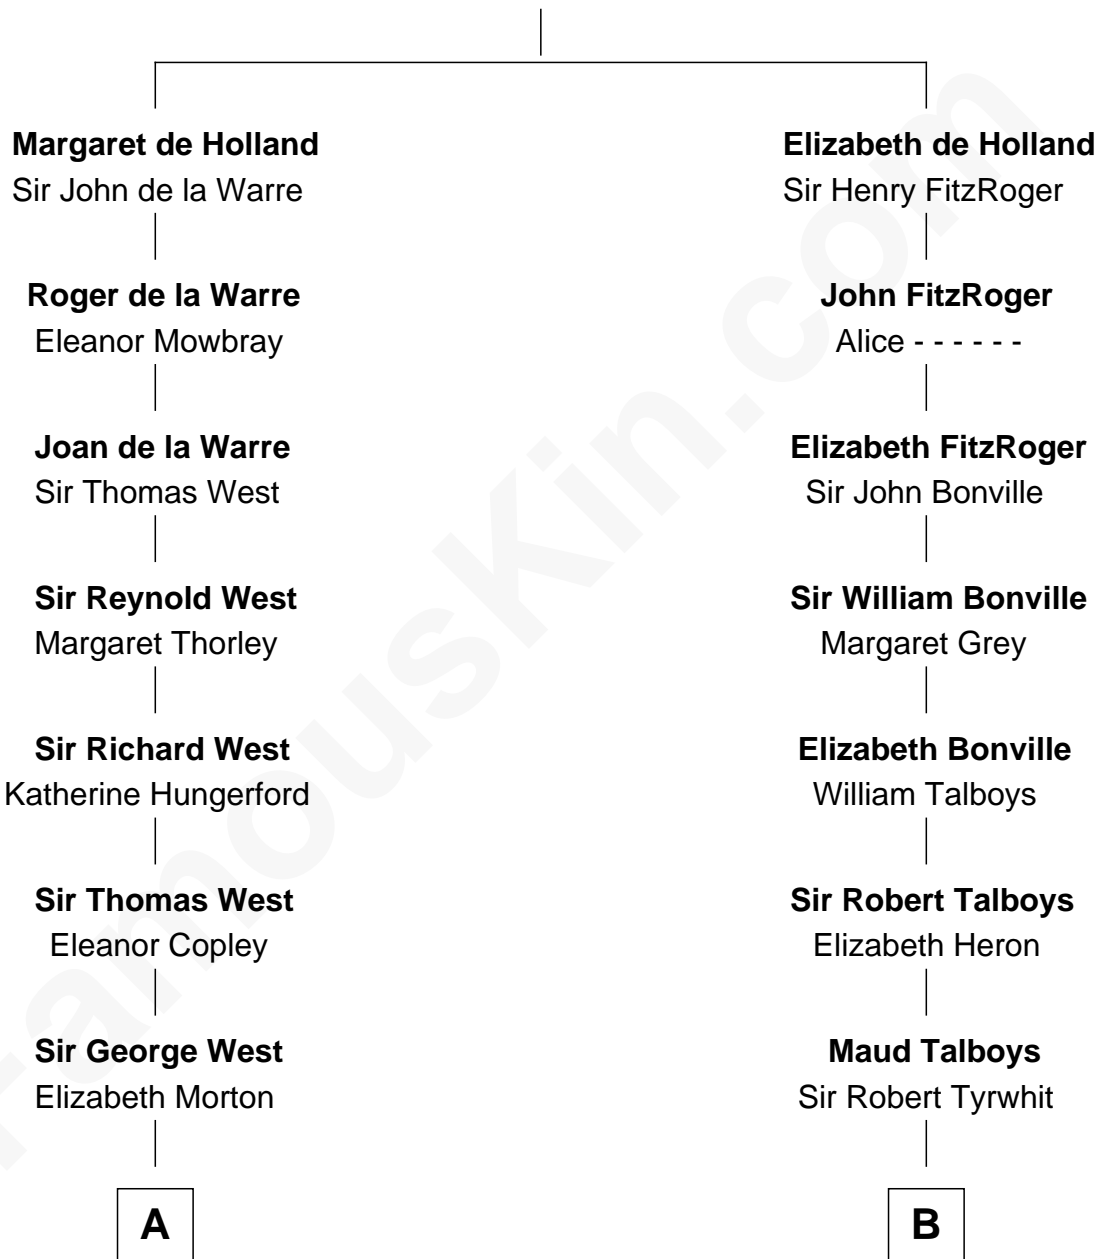 Margaret de Holland
Sir John de la Warre
Roger de la Warre
Eleanor Mowbray
Joan de la Warre
Sir Thomas West
Sir Reynold West
Margaret Thorley
Sir Richard West
Katherine Hungerford
Sir Thomas West
Eleanor Copley
Sir George West
Elizabeth Morton
A
Elizabeth de Holland
Sir Henry FitzRoger
John FitzRoger
Alice - - - - - -
Elizabeth FitzRoger
Sir John Bonville
Sir William Bonville
Margaret Grey
Elizabeth Bonville
William Talboys
Sir Robert Talboys
Elizabeth Heron
Maud Talboys
Sir Robert Tyrwhit
B
FamousKin.com